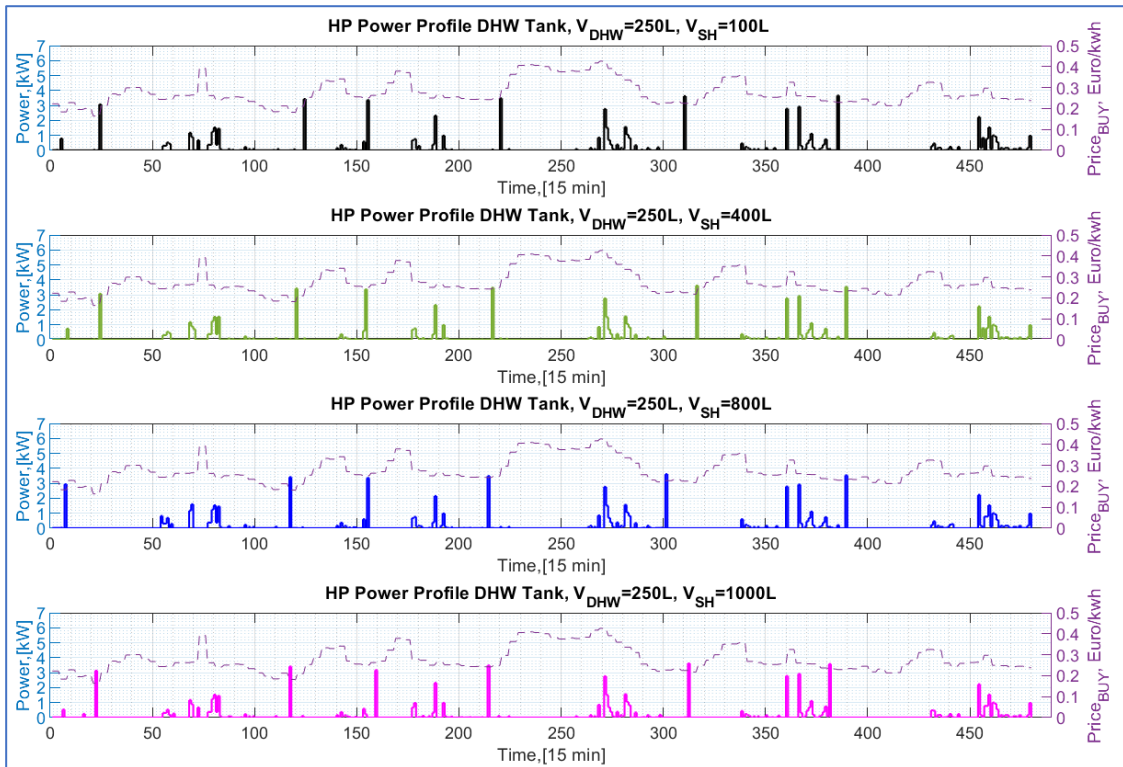 HP Power Profile DHW Tank, V_DHW=250L, V_SH=100L
7 6 5 4 3 2 1 0
Power,[kW]
0.5 0.4 0.3 0.2 0.1 0
Price_BUY, Euro/kwh
0 50 100 150 200 250 300 350 400 450
Time,[15 min]
HP Power Profile DHW Tank, V_DHW=250L, V_SH=400L
7 6 5 4 3 2 1 0
Power,[kW]
0.5 0.4 0.3 0.2 0.1 0
Price_BUY, Euro/kwh
0 50 100 150 200 250 300 350 400 450
Time,[15 min]
HP Power Profile DHW Tank, V_DHW=250L, V_SH=800L
7 6 5 4 3 2 1 0
Power,[kW]
0.5 0.4 0.3 0.2 0.1 0
Price_BUY, Euro/kwh
0 50 100 150 200 250 300 350 400 450
Time,[15 min]
HP Power Profile DHW Tank, V_DHW=250L, V_SH=1000L
7 6 5 4 3 2 1 0
Power,[kW]
0.5 0.4 0.3 0.2 0.1 0
Price_BUY, Euro/kwh
0 50 100 150 200 250 300 350 400 450
Time,[15 min]